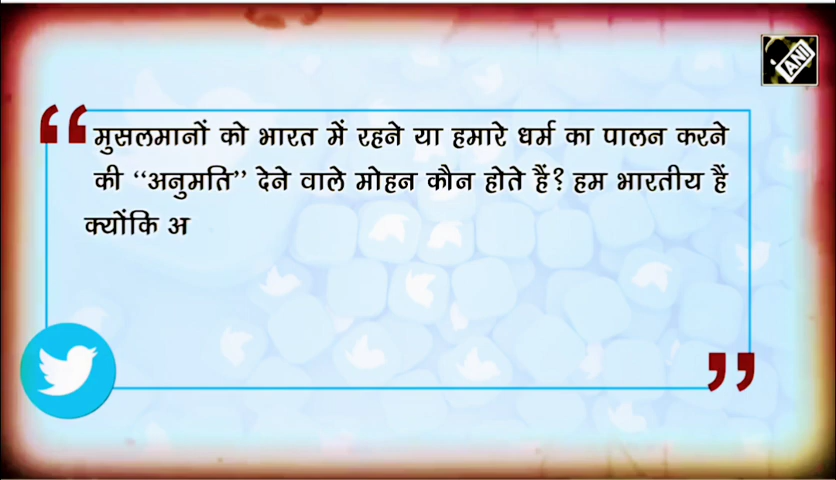 ANI
“मुसलमानों को भारत में रहने या हमारे धर्म का पालन करने
की “अनुमति” देने वाले मोहन कौन होते हैं? हम भारतीय हैं
क्योंकि अ
”